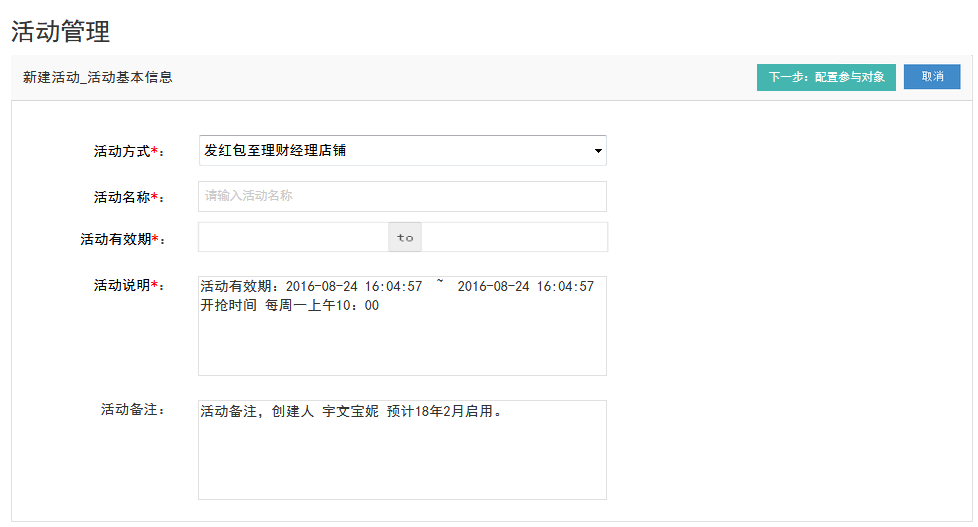 活动管理
新建活动_活动基本信息
下一步：配置参与对象
取消
活动方式*：
发红包至理财经理店铺
活动名称*：
请输入活动名称
活动有效期*：
to
活动说明*：
活动有效期：2016-08-24 16:04:57 ~ 2016-08-24 16:04:57
开抢时间 每周一上午10：00
活动备注：
活动备注，创建人 宇文宝妮 预计18年2月启用。